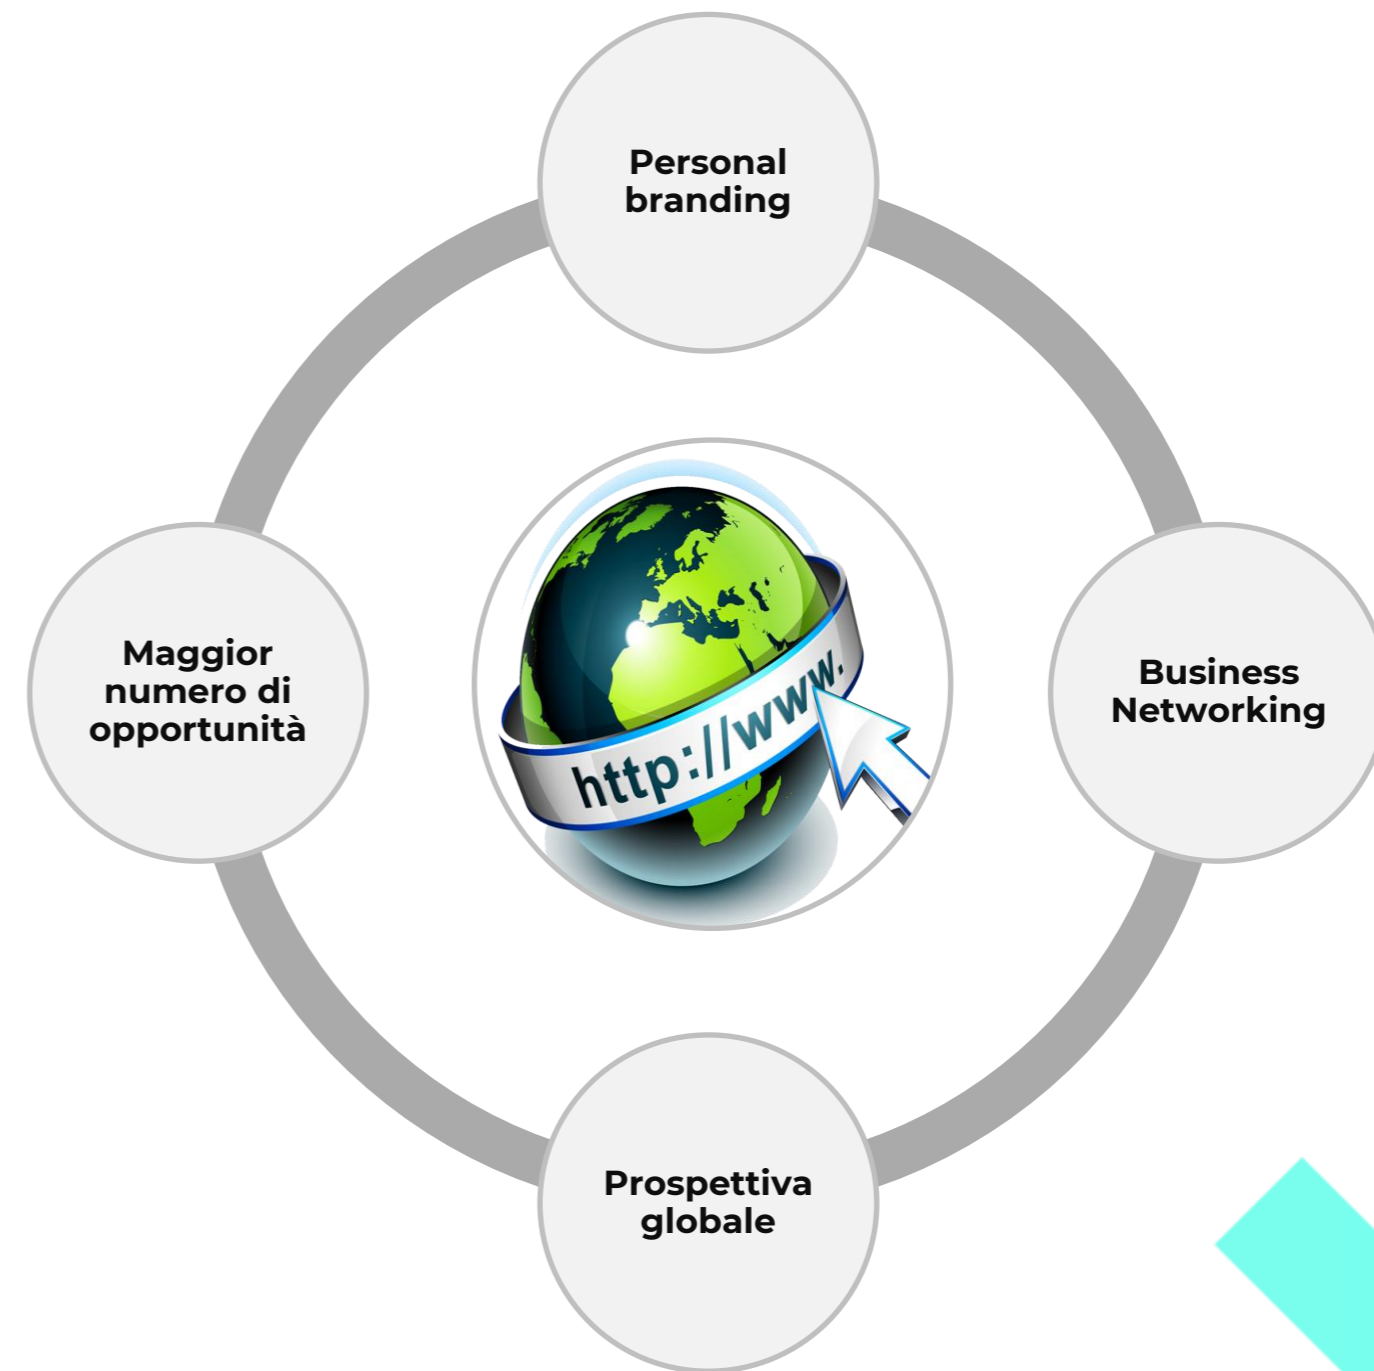 Personal
branding
Maggior
numero di
opportunità
http://www.
Business
Networking
Prospettiva
globale